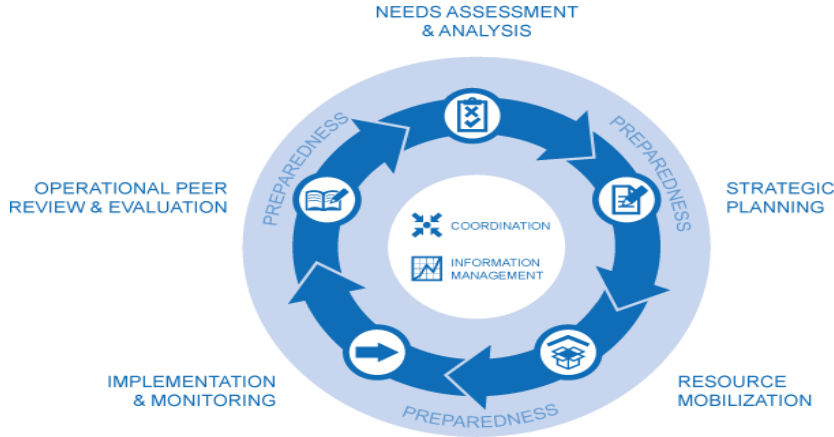 NEEDS ASSESSMENT
& ANALYSIS
PREPAREDNESS
PREPAREDNESS
OPERATIONAL PEER
REVIEW & EVALUATION
STRATEGIC
PLANNING
COORDINATION
INFORMATION
MANAGEMENT
IMPLEMENTATION
& MONITORING
RESOURCE
MOBILIZATION
PREPAREDNESS